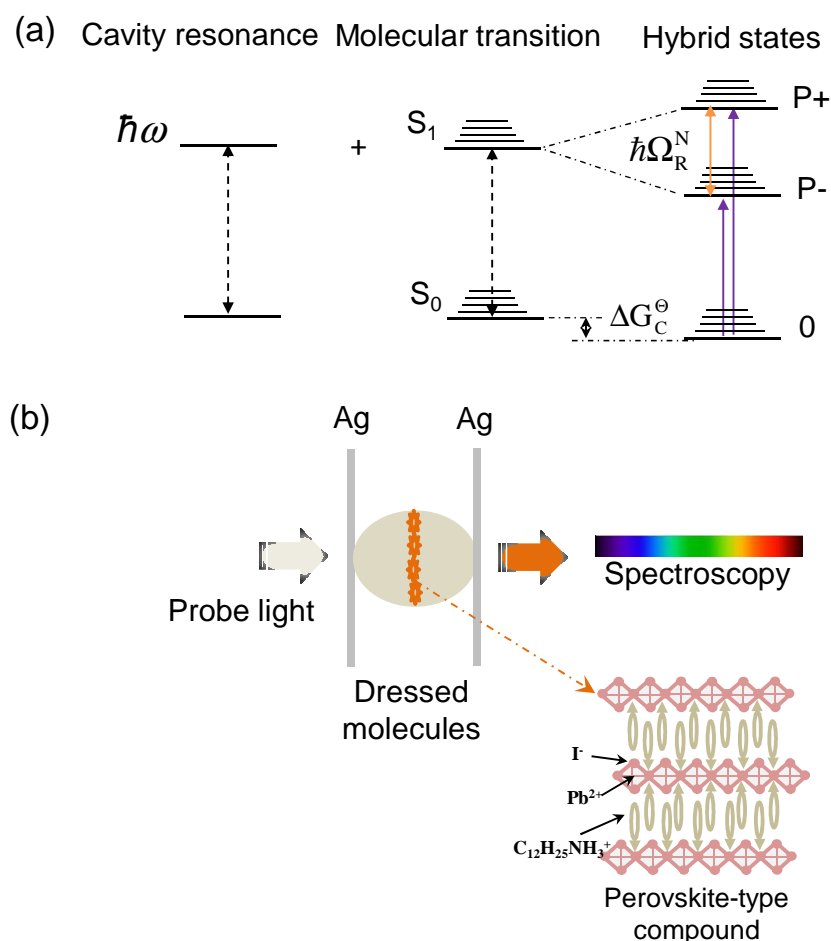 (a) Cavity resonance Molecular transition Hybrid states
P+
S₁
ħω
+
ħΩ_R^N
P-
S₀
ΔG_C^Θ
0
(b)
Ag Ag
Probe light
Spectroscopy
Dressed
molecules
I⁻
Pb²⁺
C₁₂H₂₅NH₃⁺
Perovskite-type
compound